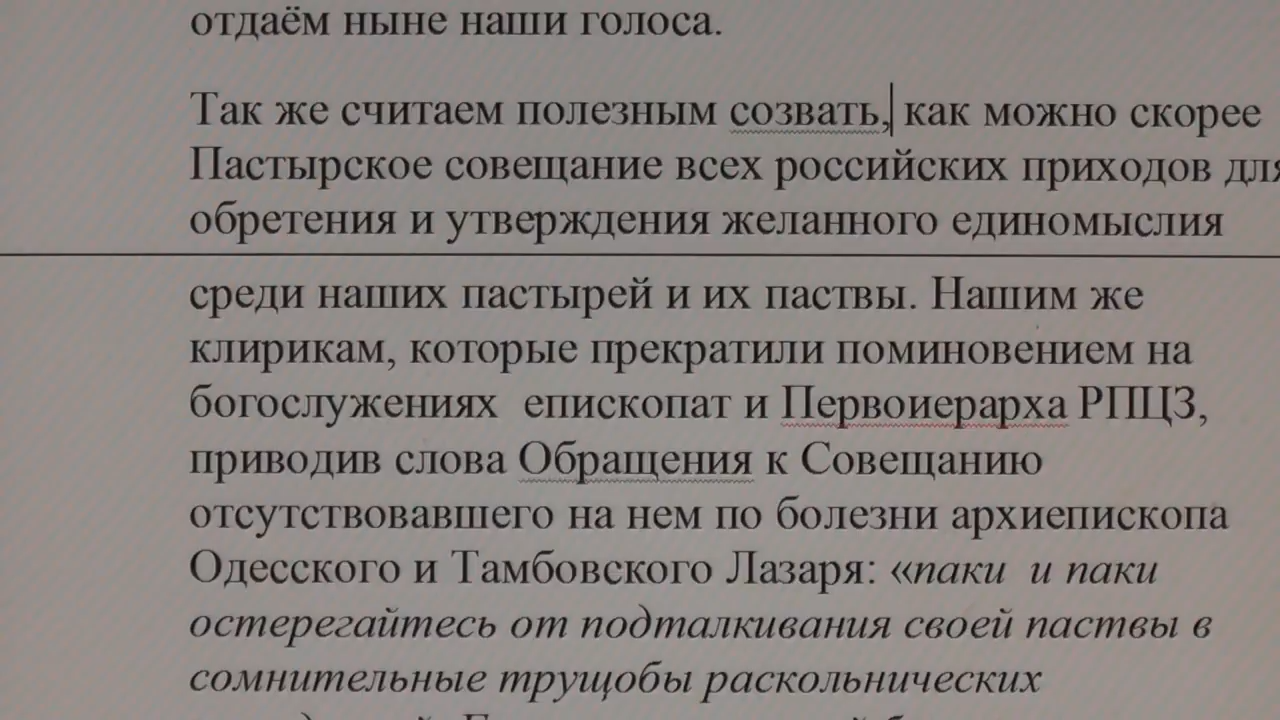 отдаём ныне наши голоса.
Так же считаем полезным созвать, как можно скорее
Пастырское совещание всех российских приходов для
обретения и утверждения желанного единомыслия
среди наших пастырей и их паствы. Нашим же
клирикам, которые прекратили поминовением на
богослужениях  епископат и Первоиерарха РПЦЗ,
приводив слова Обращения к Совещанию
отсутствовавшего на нем по болезни архиепископа
Одесского и Тамбовского Лазаря: «паки  и паки
остерегайтесь от подталкивания своей паствы в
сомнительные трущобы раскольнических